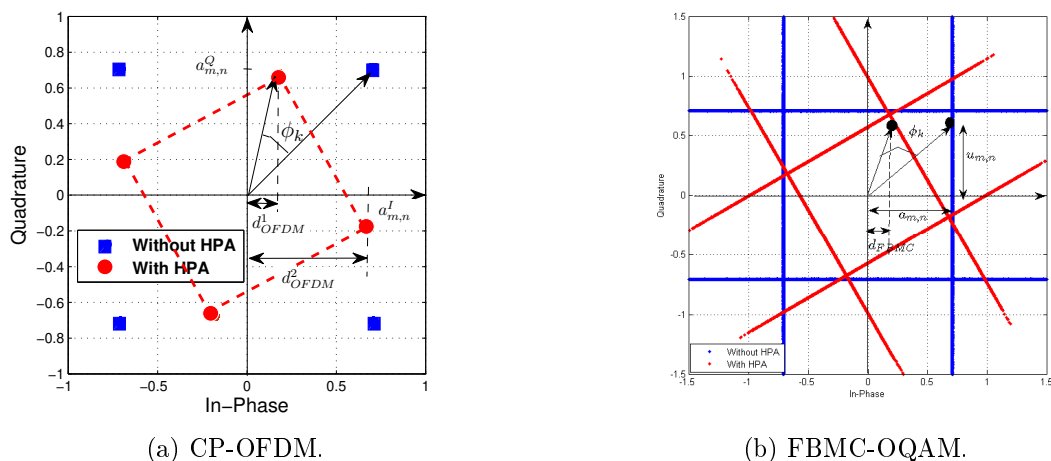 1
0.8
0.6
0.4
0.2
0
−0.2
−0.4
−0.6
−0.8
−1
−1
−0.5
0
0.5
1
Quadrature
In−Phase
a^Q_{m,n}
ϕ_k
a^I_{m,n}
d^1_{OFDM}
d^2_{OFDM}
Without HPA
With HPA
(a) CP-OFDM.
1.5
1
0.5
0
-0.5
-1
-1.5
-1.5
-1
-0.5
0
0.5
1
1.5
Quadrature
In-Phase
ϕ_k
u_{m,n}
a_{m,n}
d_{FBMC}
Without HPA
With HPA
(b) FBMC-OQAM.